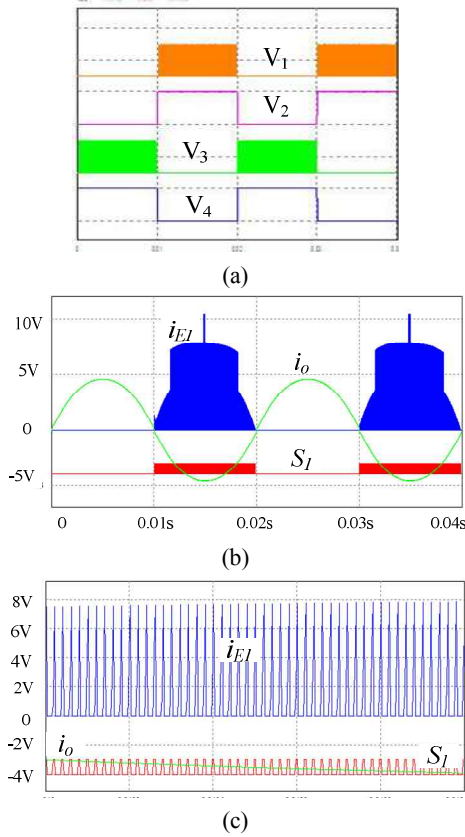 V1
V2
V3
V4
(a)
10V
iE1
io
5V
0
S1
-5V
0 0.01s 0.02s 0.03s 0.04s
(b)
8V
6V
iE1
4V
2V
0
-2V
io
S1
-4V
(c)